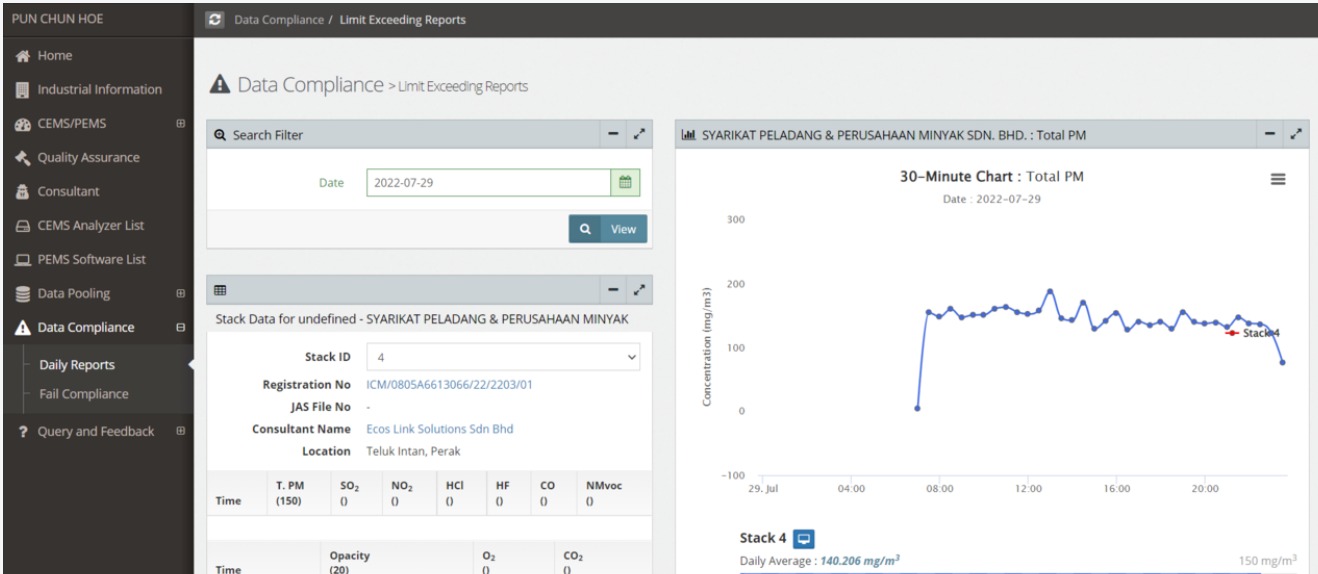 PUN CHUN HOE
Data Compliance / Limit Exceeding Reports
Home
Industrial Information
CEMS/PEMS
Quality Assurance
Consultant
CEMS Analyzer List
PEMS Software List
Data Pooling
Data Compliance
Daily Reports
Fail Compliance
Query and Feedback
Data Compliance > Limit Exceeding Reports
Search Filter
Date 2022-07-29
View
Stack Data for undefined - SYARIKAT PELADANG & PERUSAHAAN MINYAK
Stack ID 4
Registration No ICM/0805A6613066/22/2203/01
JAS File No -
Consultant Name Ecos Link Solutions Sdn Bhd
Location Teluk Intan, Perak
Time T. PM (150) SO₂ () NO₂ () HCl () HF () CO () NMvoc ()
Time Opacity (20) O₂ () CO₂ ()
SYARIKAT PELADANG & PERUSAHAAN MINYAK SDN. BHD. : Total PM
30-Minute Chart : Total PM
Date : 2022-07-29
Concentration (mg/m3)
300
200
100
0
-100
Stack 4
29. Jul 04:00 08:00 12:00 16:00 20:00
Stack 4
Daily Average : 140.206 mg/m³ 150 mg/m³